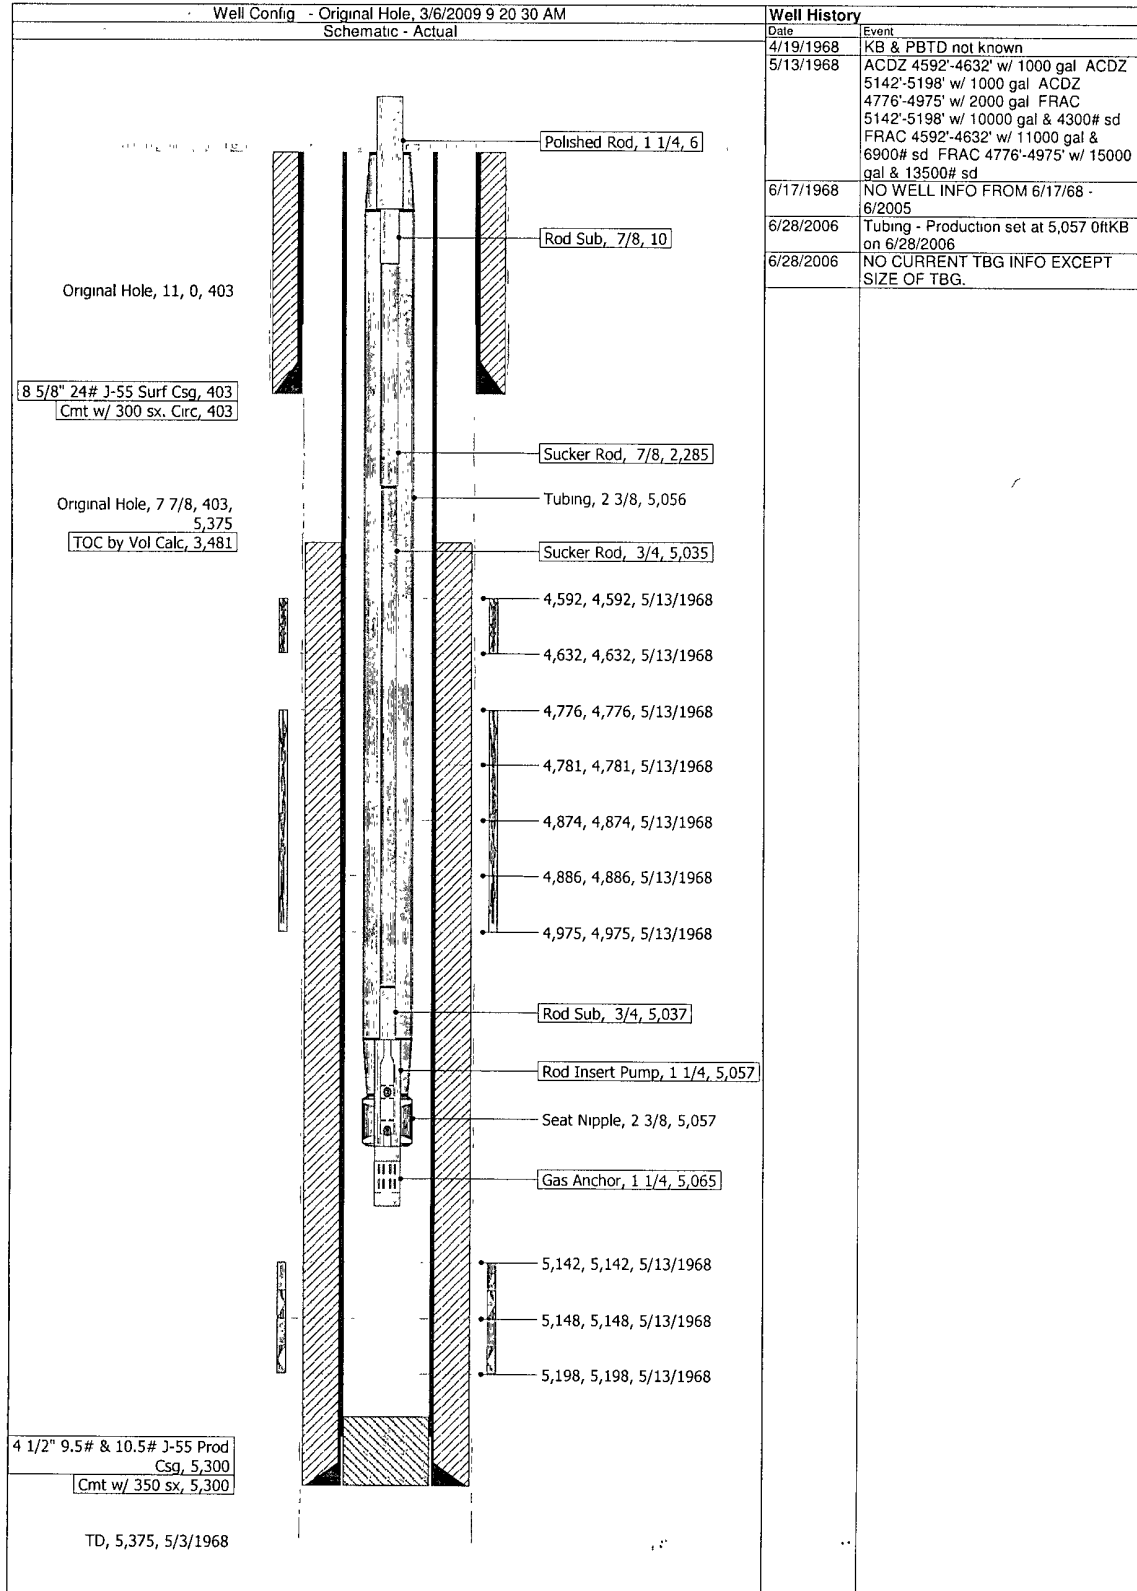 Well Config - Original Hole, 3/6/2009 9 20 30 AM
Schematic - Actual
Polished Rod, 1 1/4, 6
Rod Sub, 7/8, 10
Original Hole, 11, 0, 403
8 5/8" 24# J-55 Surf Csg, 403
Cmt w/ 300 sx. Circ, 403
Sucker Rod, 7/8, 2,285
Original Hole, 7 7/8, 403,
5,375
Tubing, 2 3/8, 5,056
TOC by Vol Calc, 3,481
Sucker Rod, 3/4, 5,035
4,592, 4,592, 5/13/1968
4,632, 4,632, 5/13/1968
4,776, 4,776, 5/13/1968
4,781, 4,781, 5/13/1968
4,874, 4,874, 5/13/1968
4,886, 4,886, 5/13/1968
4,975, 4,975, 5/13/1968
Rod Sub, 3/4, 5,037
Rod Insert Pump, 1 1/4, 5,057
Seat Nipple, 2 3/8, 5,057
Gas Anchor, 1 1/4, 5,065
5,142, 5,142, 5/13/1968
5,148, 5,148, 5/13/1968
5,198, 5,198, 5/13/1968
4 1/2" 9.5# & 10.5# J-55 Prod
Csg, 5,300
Cmt w/ 350 sx, 5,300
TD, 5,375, 5/3/1968
Well History
Date Event
4/19/1968 KB & PBTD not known
5/13/1968 ACDZ 4592'-4632' w/ 1000 gal ACDZ
5142'-5198' w/ 1000 gal ACDZ
4776'-4975' w/ 2000 gal FRAC
5142'-5198' w/ 10000 gal & 4300# sd
FRAC 4592'-4632' w/ 11000 gal &
6900# sd FRAC 4776'-4975' w/ 15000
gal & 13500# sd
6/17/1968 NO WELL INFO FROM 6/17/68 -
6/2005
6/28/2006 Tubing - Production set at 5,057 0ftKB
on 6/28/2006
6/28/2006 NO CURRENT TBG INFO EXCEPT
SIZE OF TBG.